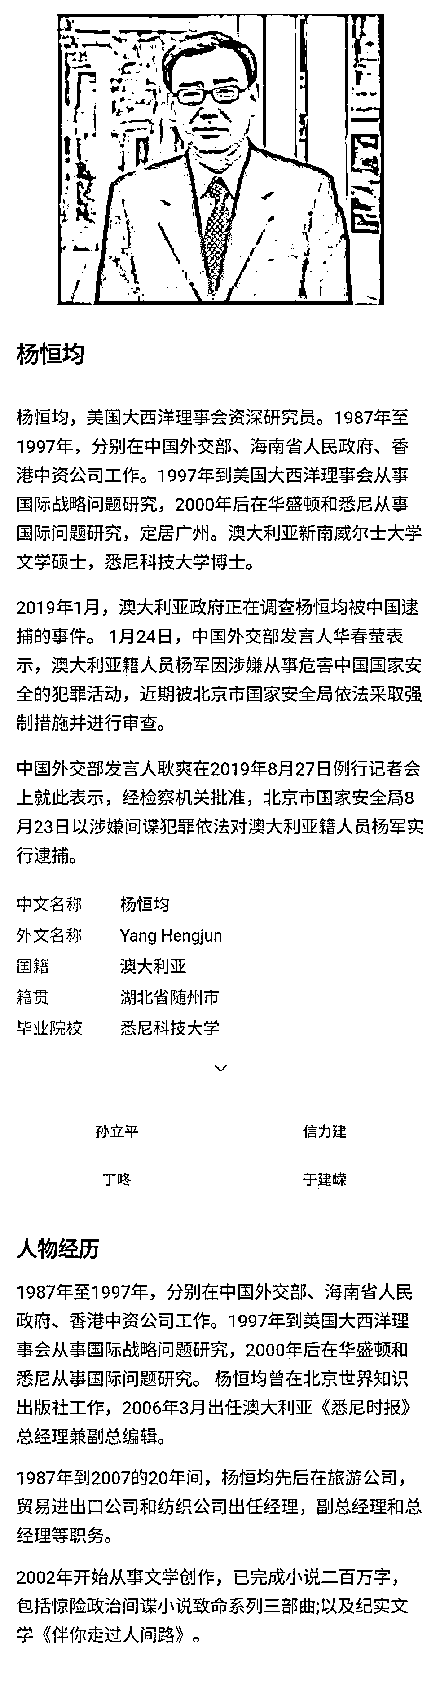 杨恒均
杨恒均，美国大西洋理事会资深研究员。1987年至
1997年，分别在中国外交部、海南省人民政府、香
港中资公司工作。1997年到美国大西洋理事会从事
国际战略问题研究，2000年后在华盛顿和悉尼从事
国际问题研究，定居广州。澳大利亚新南威尔士大学
文学硕士，悉尼科技大学博士。
2019年1月，澳大利亚政府正在调查杨恒均被中国逮
捕的事件。 1月24日，中国外交部发言人华春莹表
示，澳大利亚籍人员杨军因涉嫌从事危害中国国家安
全的犯罪活动，近期被北京市国家安全局依法采取强
制措施并进行审查。
中国外交部发言人耿爽在2019年8月27日例行记者会
上就此表示，经检察机关批准，北京市国家安全局8
月23日以涉嫌间谍犯罪依法对澳大利亚籍人员杨军实
行逮捕。
中文名称 杨恒均
外文名称 Yang Hengjun
国籍 澳大利亚
籍贯 湖北省随州市
毕业院校 悉尼科技大学
孙立平 信力建
丁咚 于建嵘
人物经历
1987年至1997年，分别在中国外交部、海南省人民
政府、香港中资公司工作。1997年到美国大西洋理
事会从事国际战略问题研究，2000年后在华盛顿和
悉尼从事国际问题研究。 杨恒均曾在北京世界知识
出版社工作，2006年3月出任澳大利亚《悉尼时报》
总经理兼副总编辑。
1987年到2007的20年间，杨恒均先后在旅游公司，
贸易进出口公司和纺织公司出任经理，副总经理和总
经理等职务。
2002年开始从事文学创作，已完成小说二百万字，
包括惊险政治间谍小说致命系列三部曲;以及纪实文
学《伴你走过人间路》。